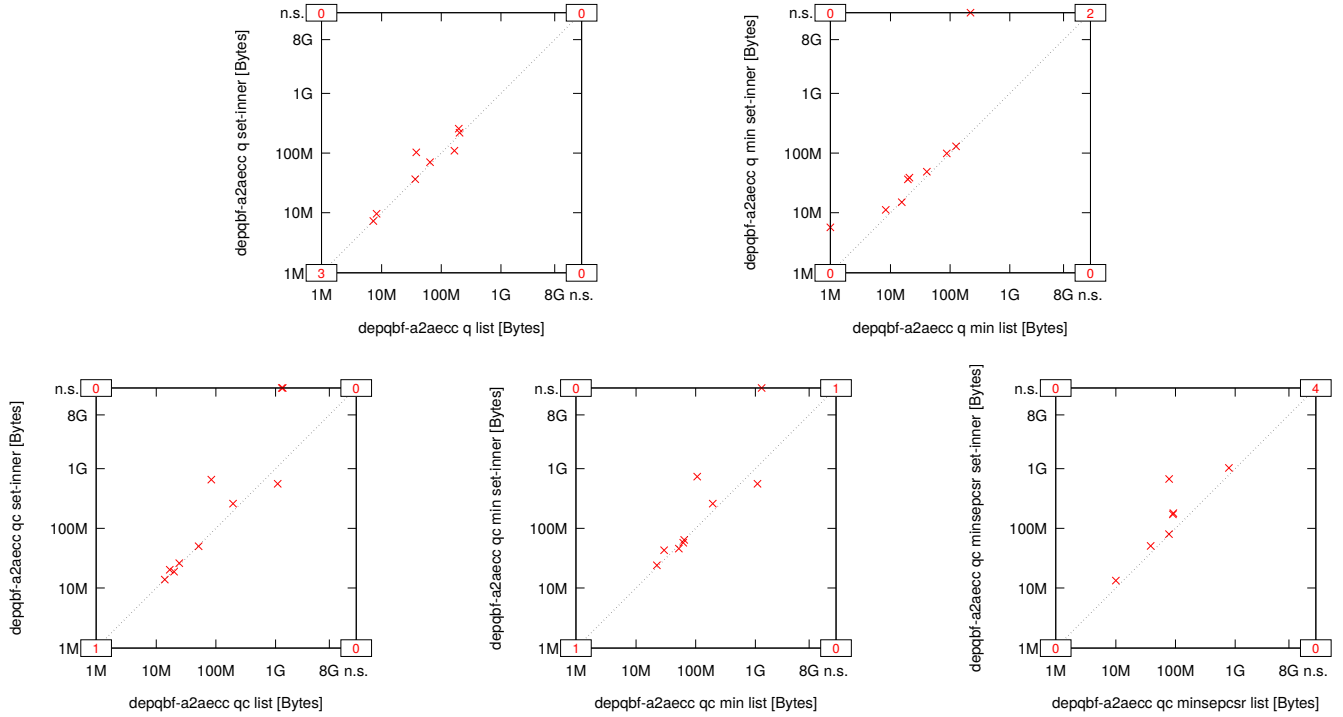 n.s. 0 0
8G
1G
100M
10M
1M 3 0
1M 10M 100M 1G 8G n.s.
depqbf-a2aecc q set-inner [Bytes]
depqbf-a2aecc q list [Bytes]
n.s. 0 2
8G
1G
100M
10M
1M 0 0
1M 10M 100M 1G 8G n.s.
depqbf-a2aecc q min set-inner [Bytes]
depqbf-a2aecc q min list [Bytes]
n.s. 0 0
8G
1G
100M
10M
1M 1 0
1M 10M 100M 1G 8G n.s.
depqbf-a2aecc qc set-inner [Bytes]
depqbf-a2aecc qc list [Bytes]
n.s. 0 1
8G
1G
100M
10M
1M 1 0
1M 10M 100M 1G 8G n.s.
depqbf-a2aecc qc min set-inner [Bytes]
depqbf-a2aecc qc min list [Bytes]
n.s. 0 4
8G
1G
100M
10M
1M 0 0
1M 10M 100M 1G 8G n.s.
depqbf-a2aecc qc minsepcsr set-inner [Bytes]
depqbf-a2aecc qc minsepcsr list [Bytes]